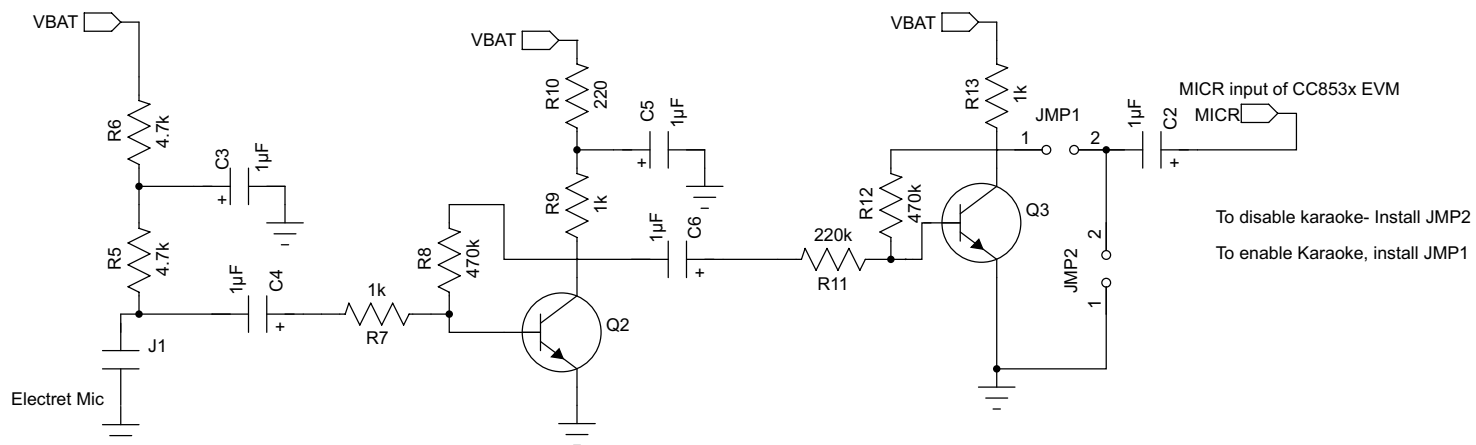 VBAT
R6
4.7k
C3
1µF
R5
4.7k
1µF
C4
J1
Electret Mic
1k
R7
VBAT
R10
220
C5
1µF
R9
1k
R8
470k
Q2
1µF
C6
220k
R11
VBAT
R13
1k
R12
470k
Q3
JMP1
1
2
1µF
C2
MICR input of CC853x EVM
MICR
2
JMP2
1
To disable karaoke- Install JMP2
To enable Karaoke, install JMP1
+
+
+
+
+